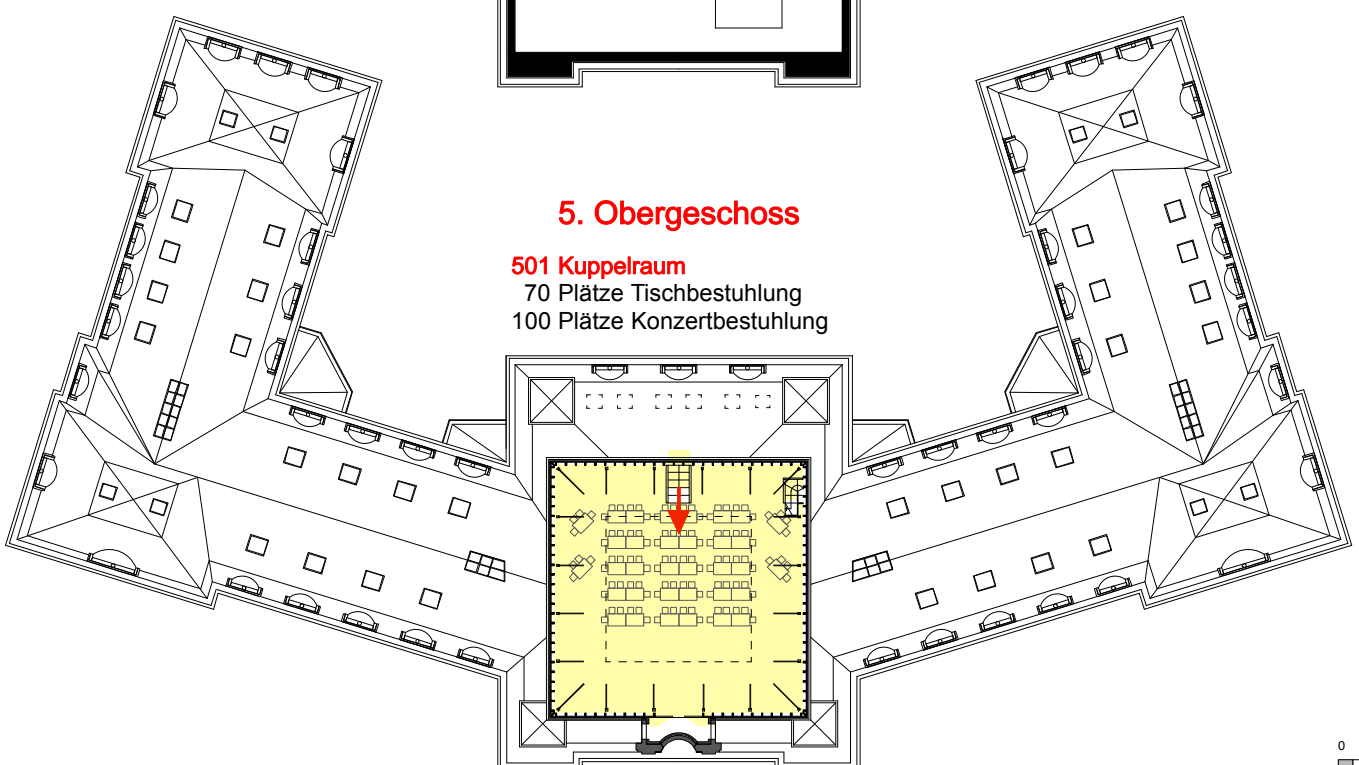 5. Obergeschoss
501 Kuppelraum
70 Plätze Tischbestuhlung
100 Plätze Konzertbestuhlung
0